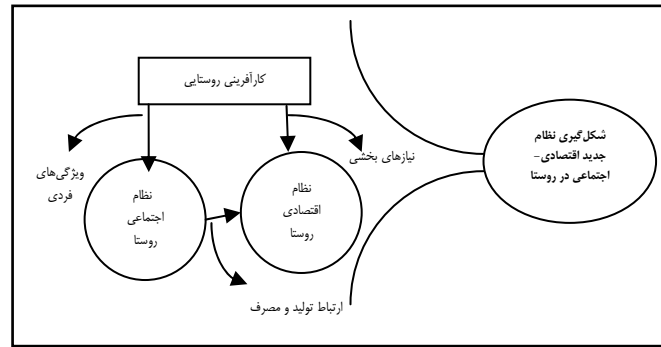 کارآفرینی روستایی
شکل‌گیری نظام
جدید اقتصادی-
اجتماعی در روستا
نیازهای بخشی
ویژگی‌های
فردی
نظام
اقتصادی
روستا
نظام
اجتماعی
روستا
ارتباط تولید و مصرف